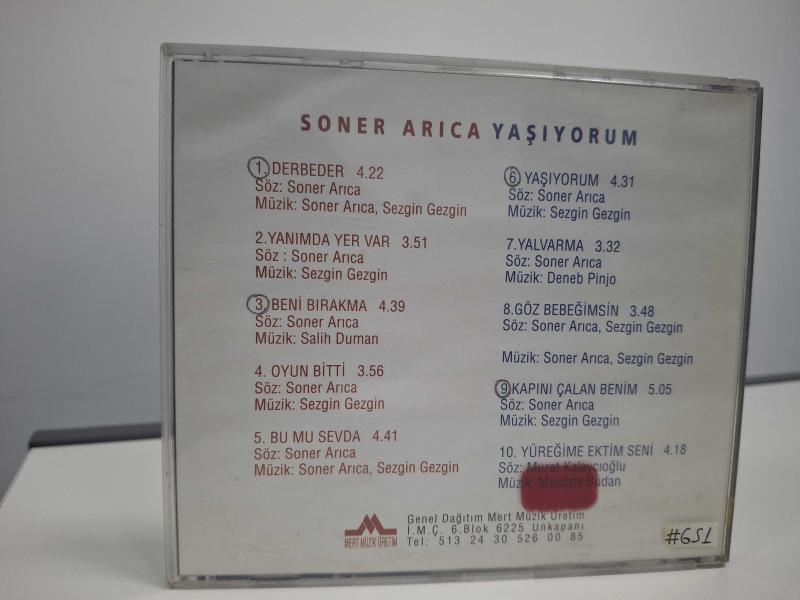 SONER ARICA YAŞIYORUM
1. DERBEDER 4.22
Söz: Soner Arıca
Müzik: Soner Arıca, Sezgin Gezgin
2.YANIMDA YER VAR 3.51
Söz : Soner Arıca
Müzik: Sezgin Gezgin
3. BENİ BIRAKMA 4.39
Söz: Soner Arıca
Müzik: Salih Duman
4. OYUN BİTTİ 3.56
Söz: Soner Arıca
Müzik: Sezgin Gezgin
5. BU MU SEVDA 4.41
Söz: Soner Arıca
Müzik: Soner Arıca, Sezgin Gezgin
6. YAŞIYORUM 4.31
Söz: Soner Arıca
Müzik: Sezgin Gezgin
7.YALVARMA 3.32
Söz: Soner Arıca
Müzik: Deneb Pinjo
8.GÖZ BEBEĞİMSİN 3.48
Söz: Soner Arıca, Sezgin Gezgin
Müzik: Soner Arıca, Sezgin Gezgin
9.KAPINI ÇALAN BENİM 5.05
Söz: Soner Arıca
Müzik: Sezgin Gezgin
10. YÜREĞİME EKTİM SENİ 4.18
Söz: Murat Kalaycıoğlu
Müzik: Mustafa Budan
MERT MÜZİK ÜRETİM
Genel Dağıtım Mert Müzik Üretim
İ.M.Ç. 6.Blok 6225 Unkapanı
Tel: 513 24 30 526 00 85
#651